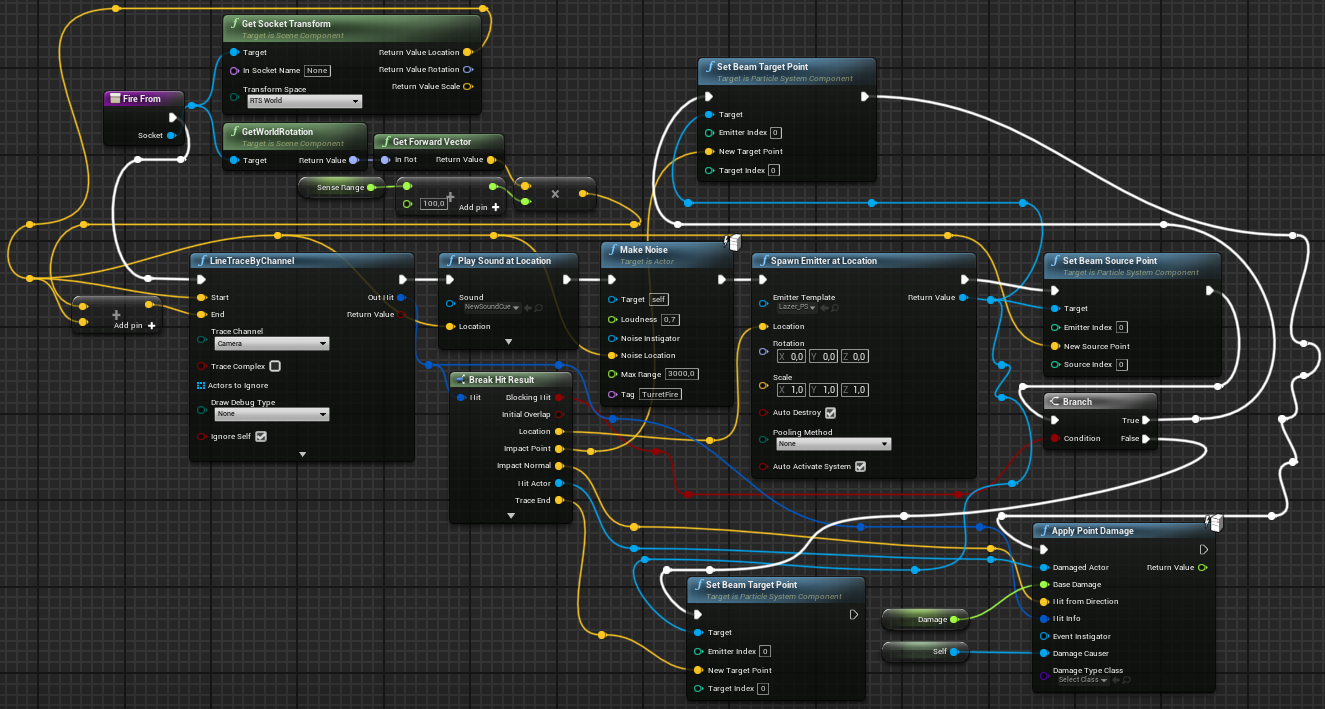 Get Socket Transform
Target is Scene Component
Target
Return Value Location
In Socket Name None
Return Value Rotation
Transform Space
Return Value Scale
RTS World
Fire From
Socket
GetWorldRotation
Target is Scene Component
Target
Return Value
Get Forward Vector
In Rot
Return Value
Sense Range
100,0
Add pin
Set Beam Target Point
Target is Particle System Component
Target
Emitter Index 0
New Target Point
Target Index 0
Add pin
LineTraceByChannel
Start
Out Hit
End
Return Value
Trace Channel
Camera
Trace Complex
Actors to Ignore
Draw Debug Type
None
Ignore Self
Play Sound at Location
Sound
NewSoundCue
Location
Make Noise
Target is Actor
Target self
Loudness 0,7
Noise Instigator
Noise Location
Max Range 3000,0
Tag TurretFire
Spawn Emitter at Location
Emitter Template
Return Value
Lazer_PS
Location
Rotation
X 0,0 Y 0,0 Z 0,0
Scale
X 1,0 Y 1,0 Z 1,0
Auto Destroy
Pooling Method
None
Auto Activate System
Set Beam Source Point
Target is Particle System Component
Target
Emitter Index 0
New Source Point
Source Index 0
Break Hit Result
Hit
Blocking Hit
Initial Overlap
Location
Impact Point
Impact Normal
Hit Actor
Trace End
Branch
True
Condition
False
Set Beam Target Point
Target is Particle System Component
Target
Emitter Index 0
New Target Point
Target Index 0
Damage
Self
Apply Point Damage
Damaged Actor
Return Value
Base Damage
Hit from Direction
Hit Info
Event Instigator
Damage Causer
Damage Type Class
Select Class